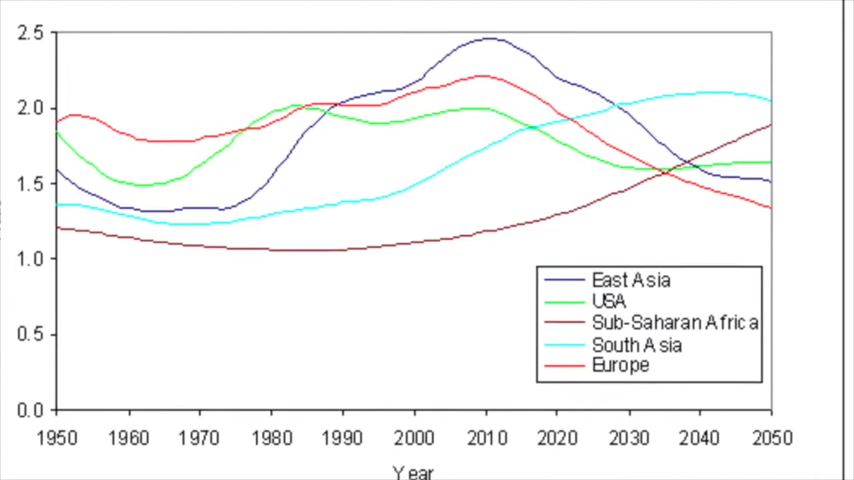 2.5
2.0
1.5
1.0
0.5
0.0
East Asia
USA
Sub-Saharan Africa
South Asia
Europe
1950 1960 1970 1980 1990 2000 2010 2020 2030 2040 2050
Year